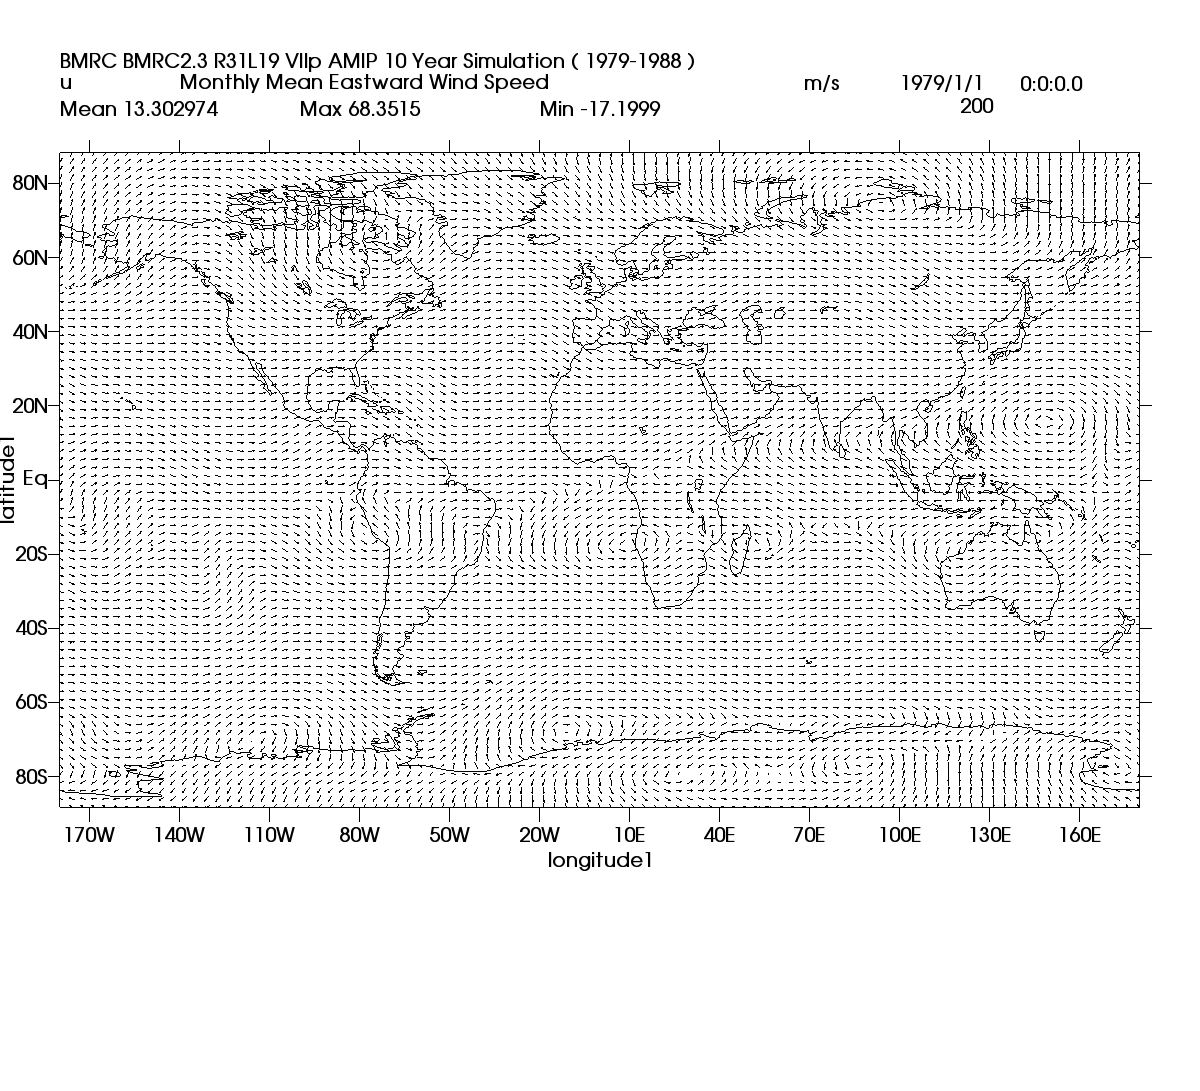 BMRC BMRC2.3 R31L19 VIIp AMIP 10 Year Simulation ( 1979-1988 )
u Monthly Mean Eastward Wind Speed m/s 1979/1/1 0:0:0.0
Mean 13.302974 Max 68.3515 Min -17.1999 200
80N
60N
40N
20N
Eq
20S
40S
60S
80S
latitude1
170W 140W 110W 80W 50W 20W 10E 40E 70E 100E 130E 160E
longitude1